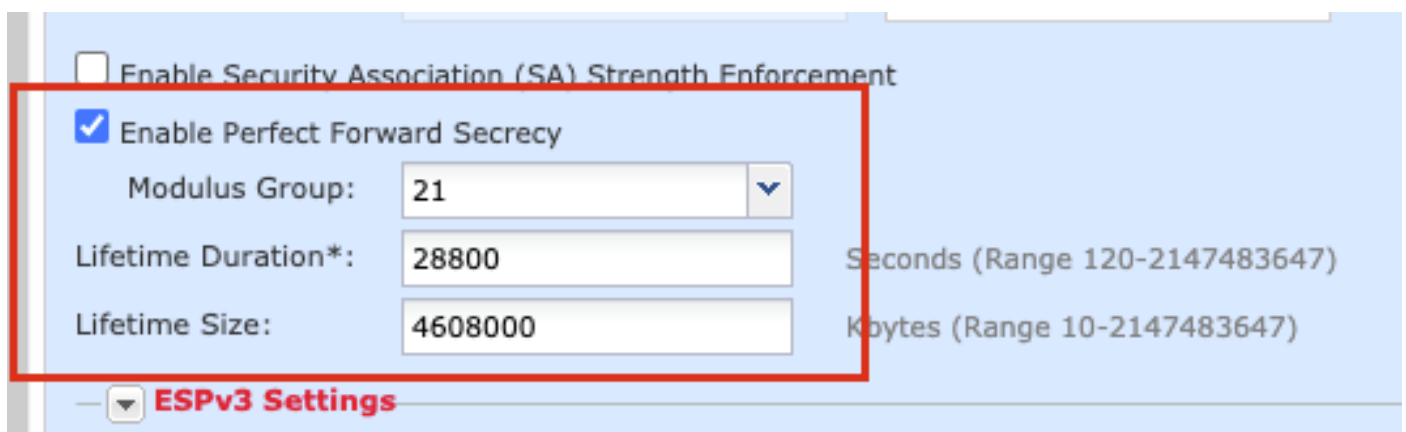 Enable Security Association (SA) Strength Enforcement
Enable Perfect Forward Secrecy
Modulus Group: 21
Lifetime Duration*: 28800 Seconds (Range 120-2147483647)
Lifetime Size: 4608000 Kbytes (Range 10-2147483647)
ESPv3 Settings